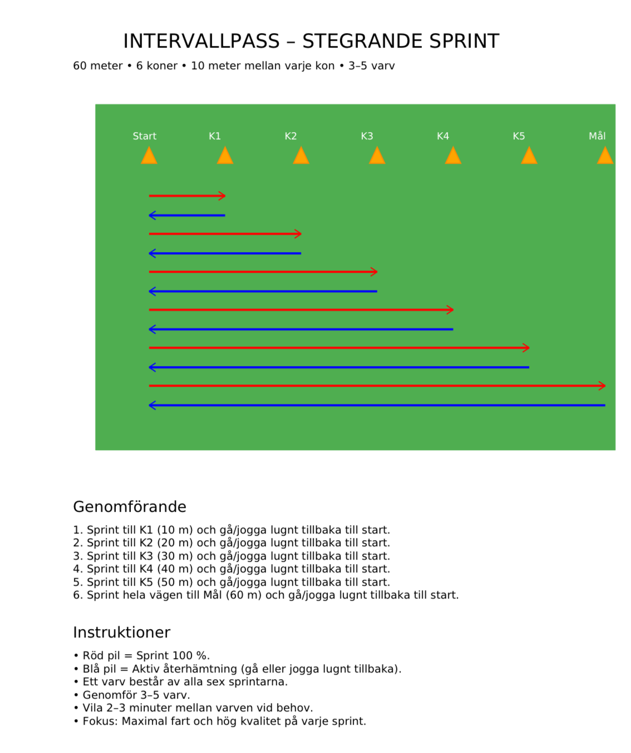 INTERVALLPASS – STEGRANDE SPRINT
60 meter • 6 koner • 10 meter mellan varje kon • 3–5 varv
Start K1 K2 K3 K4 K5 Mål
Genomförande
1. Sprint till K1 (10 m) och gå/jogga lugnt tillbaka till start.
2. Sprint till K2 (20 m) och gå/jogga lugnt tillbaka till start.
3. Sprint till K3 (30 m) och gå/jogga lugnt tillbaka till start.
4. Sprint till K4 (40 m) och gå/jogga lugnt tillbaka till start.
5. Sprint till K5 (50 m) och gå/jogga lugnt tillbaka till start.
6. Sprint hela vägen till Mål (60 m) och gå/jogga lugnt tillbaka till start.
Instruktioner
• Röd pil = Sprint 100 %.
• Blå pil = Aktiv återhämtning (gå eller jogga lugnt tillbaka).
• Ett varv består av alla sex sprintarna.
• Genomför 3–5 varv.
• Vila 2–3 minuter mellan varven vid behov.
• Fokus: Maximal fart och hög kvalitet på varje sprint.